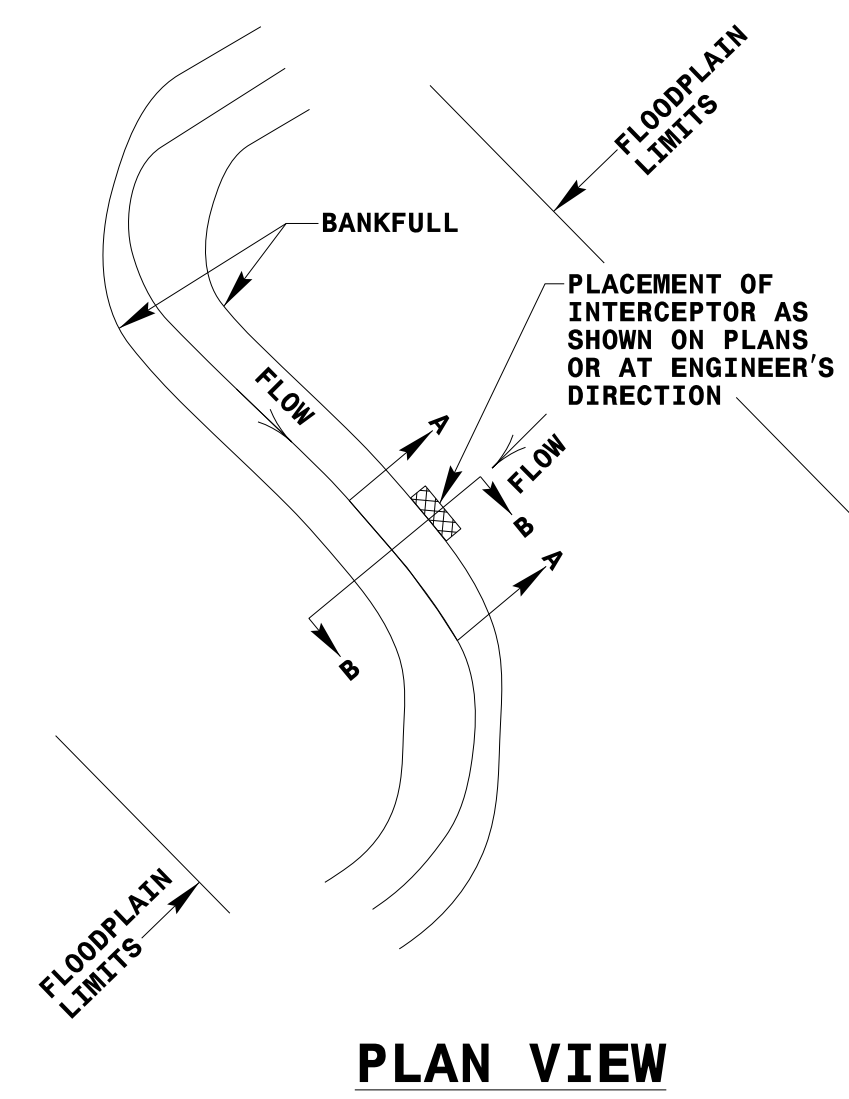 FLOODPLAIN
LIMITS
BANKFULL
PLACEMENT OF
INTERCEPTOR AS
SHOWN ON PLANS
OR AT ENGINEER'S
DIRECTION
FLOW
A
FLOW
B
A
B
FLOODPLAIN
LIMITS
PLAN VIEW